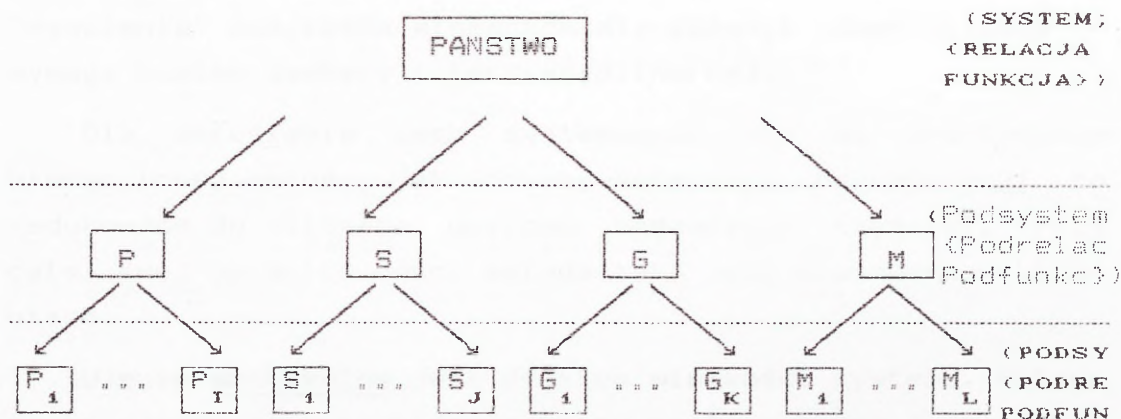 PANSTWO
(SYSTEM;
{RELACJA
FUNKCJA})
P S G M
(Podsystem
{Podrelac
Podfunkc})
P1 .... PI S1 .... SJ G1 .... GK M1 .... ML
(PODSY
{PODRE
PODFUN